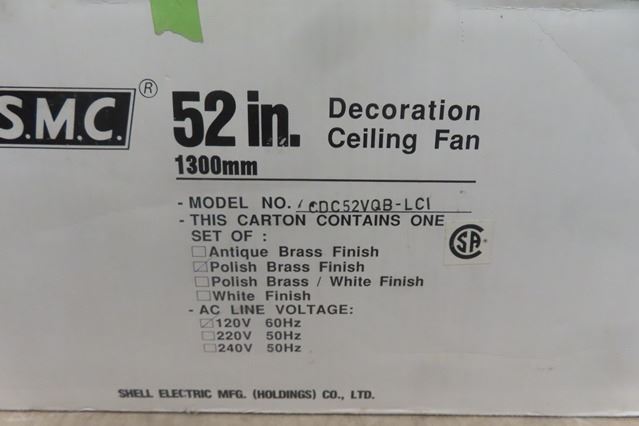 S.M.C. ®
52 in. Decoration Ceiling Fan
1300mm
- MODEL NO. CDC52VQB-LC1
- THIS CARTON CONTAINS ONE
SET OF :
☐ Antique Brass Finish
☑ Polish Brass Finish
☐ Polish Brass / White Finish
☐ White Finish
- AC LINE VOLTAGE:
☑ 120V 60Hz
☐ 220V 50Hz
☐ 240V 50Hz
SA
SHELL ELECTRIC MFG. (HOLDINGS) CO., LTD.